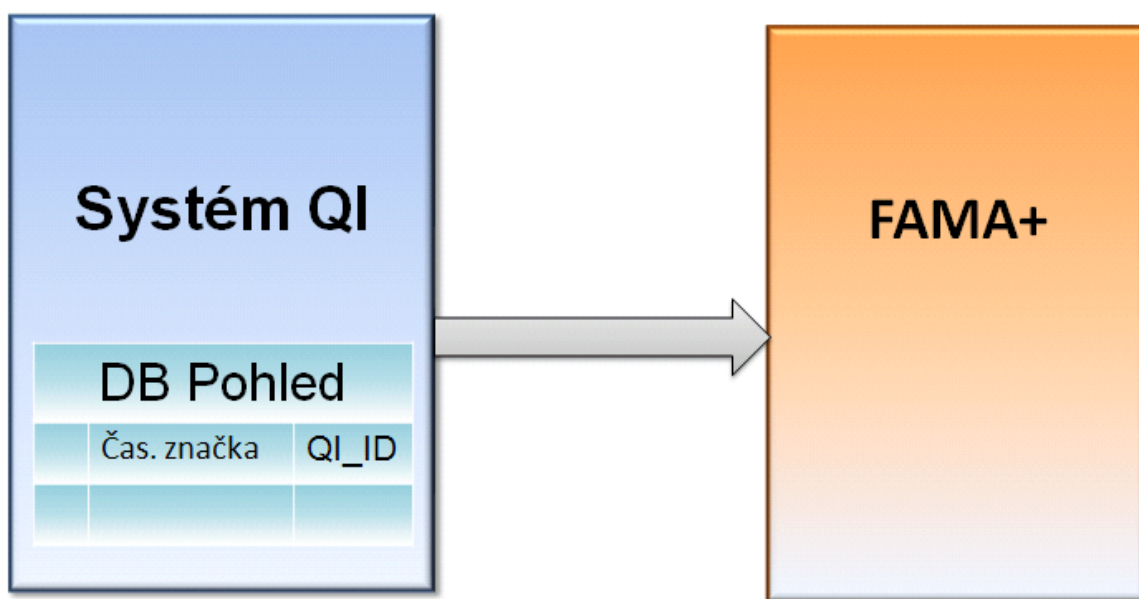 Systém QI
FAMA+
DB Pohled
Čas. značka QI_ID